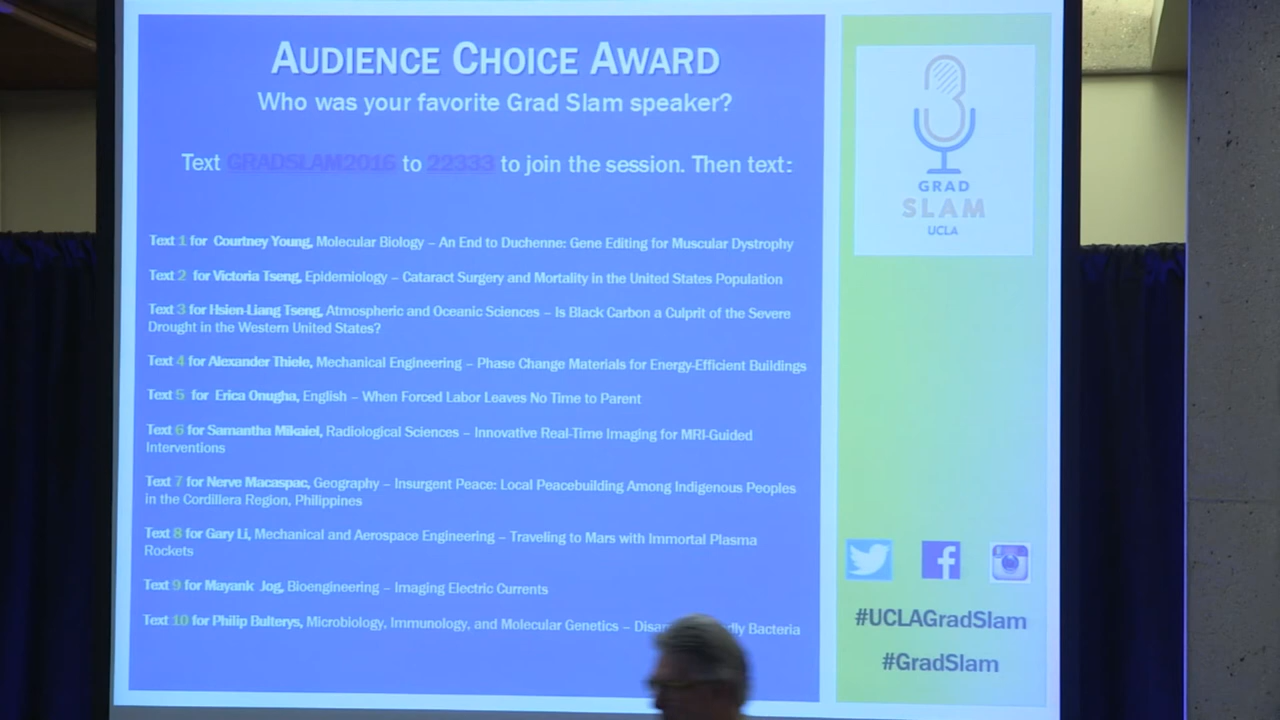 AUDIENCE CHOICE AWARD
Who was your favorite Grad Slam speaker?
Text GRADSLAM2016 to 22333 to join the session. Then text:
Text 1 for Courtney Young, Molecular Biology – An End to Duchenne: Gene Editing for Muscular Dystrophy
Text 2 for Victoria Tseng, Epidemiology – Cataract Surgery and Mortality in the United States Population
Text 3 for Hsien-Liang Tseng, Atmospheric and Oceanic Sciences – Is Black Carbon a Culprit of the Severe
Drought in the Western United States?
Text 4 for Alexander Thiele, Mechanical Engineering – Phase Change Materials for Energy-Efficient Buildings
Text 5 for Erica Onugha, English – When Forced Labor Leaves No Time to Parent
Text 6 for Samantha Mikaiel, Radiological Sciences – Innovative Real-Time Imaging for MRI-Guided
Interventions
Text 7 for Nerve Macaspac, Geography – Insurgent Peace: Local Peacebuilding Among Indigenous Peoples
in the Cordillera Region, Philippines
Text 8 for Gary Li, Mechanical and Aerospace Engineering – Traveling to Mars with Immortal Plasma
Rockets
Text 9 for Mayank Jog, Bioengineering – Imaging Electric Currents
Text 10 for Philip Bulterys, Microbiology, Immunology, and Molecular Genetics – Bacteria
GRAD
SLAM
UCLA
#UCLAGradSlam
#GradSlam